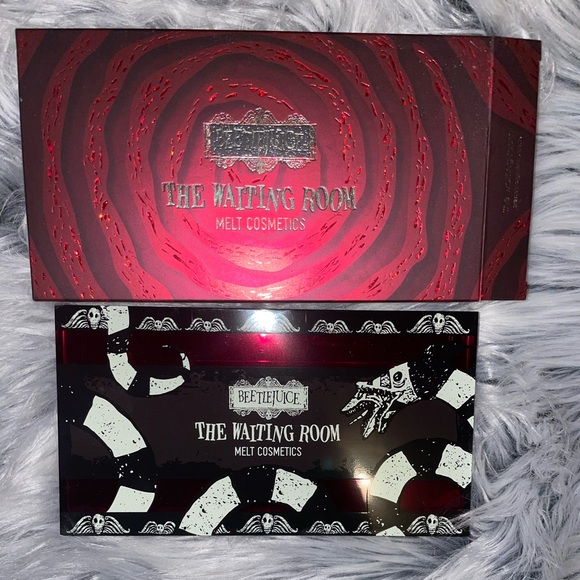 BEETLEJUICE
THE WAITING ROOM
MELT COSMETICS
BEETLEJUICE
THE WAITING ROOM
MELT COSMETICS